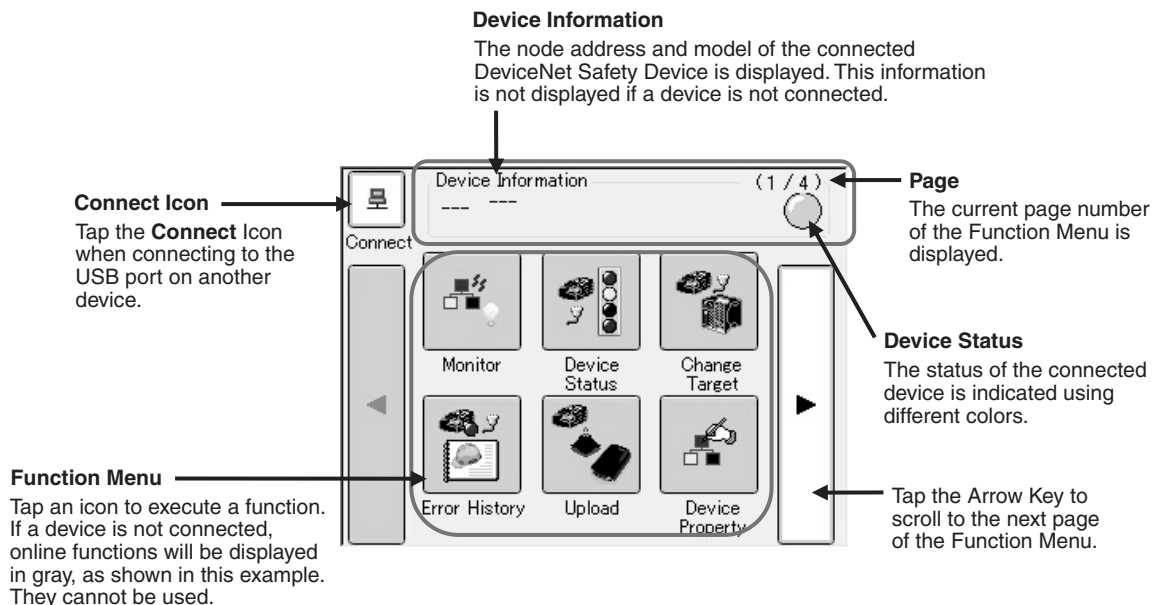 Device Information
The node address and model of the connected
DeviceNet Safety Device is displayed. This information
is not displayed if a device is not connected.
Connect Icon
Tap the Connect Icon
when connecting to the
USB port on another
device.
Device Information
(1/4)
--- ---
Connect
Page
The current page number
of the Function Menu is
displayed.
Monitor
Device
Status
Change
Target
Device Status
The status of the connected
device is indicated using
different colors.
Function Menu
Tap an icon to execute a function.
If a device is not connected,
online functions will be displayed
in gray, as shown in this example.
They cannot be used.
Error History
Upload
Device
Property
Tap the Arrow Key to
scroll to the next page
of the Function Menu.